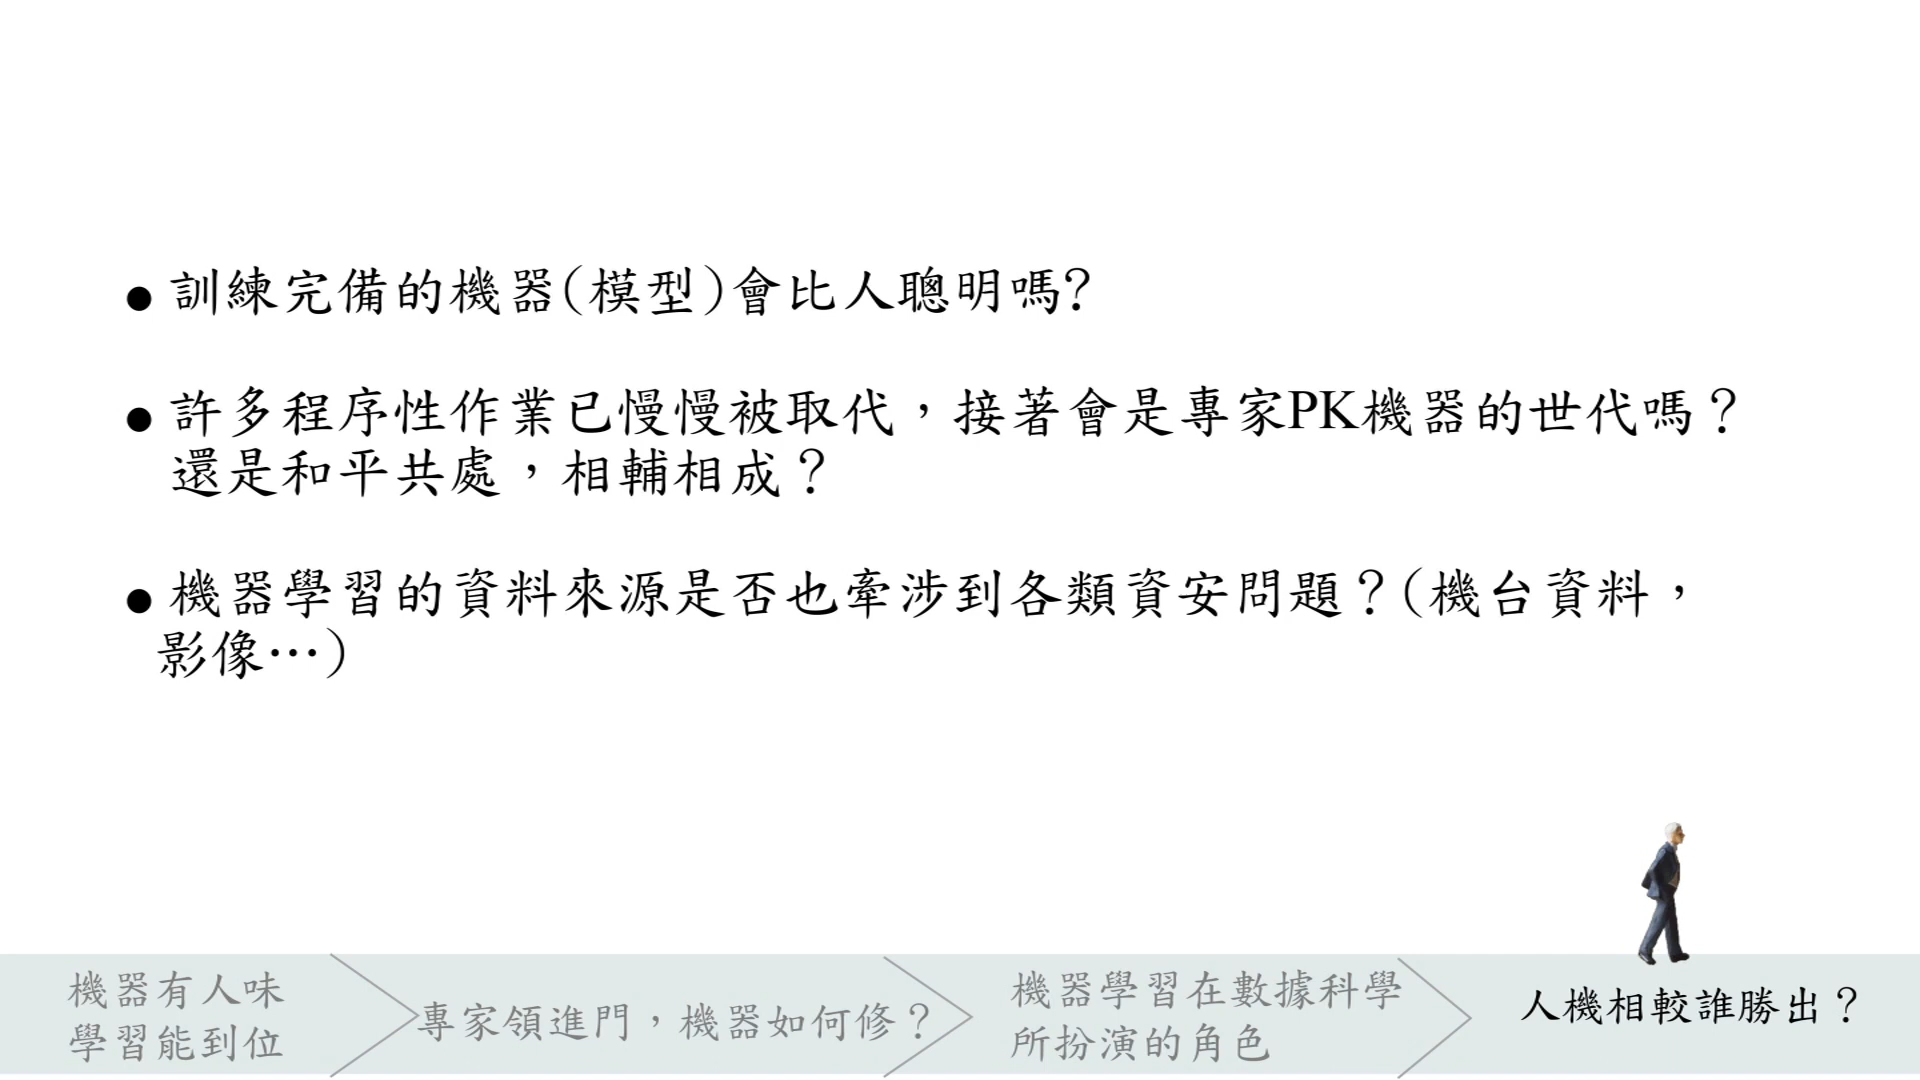 ● 訓練完備的機器(模型)會比人聰明嗎?
● 許多程序性作業已慢慢被取代，接著會是專家PK機器的世代嗎？
還是和平共處，相輔相成？
● 機器學習的資料來源是否也牽涉到各類資安問題？(機台資料，
影像…)
機器有人味
學習能到位
專家領進門，機器如何修？
機器學習在數據科學
所扮演的角色
人機相較誰勝出？